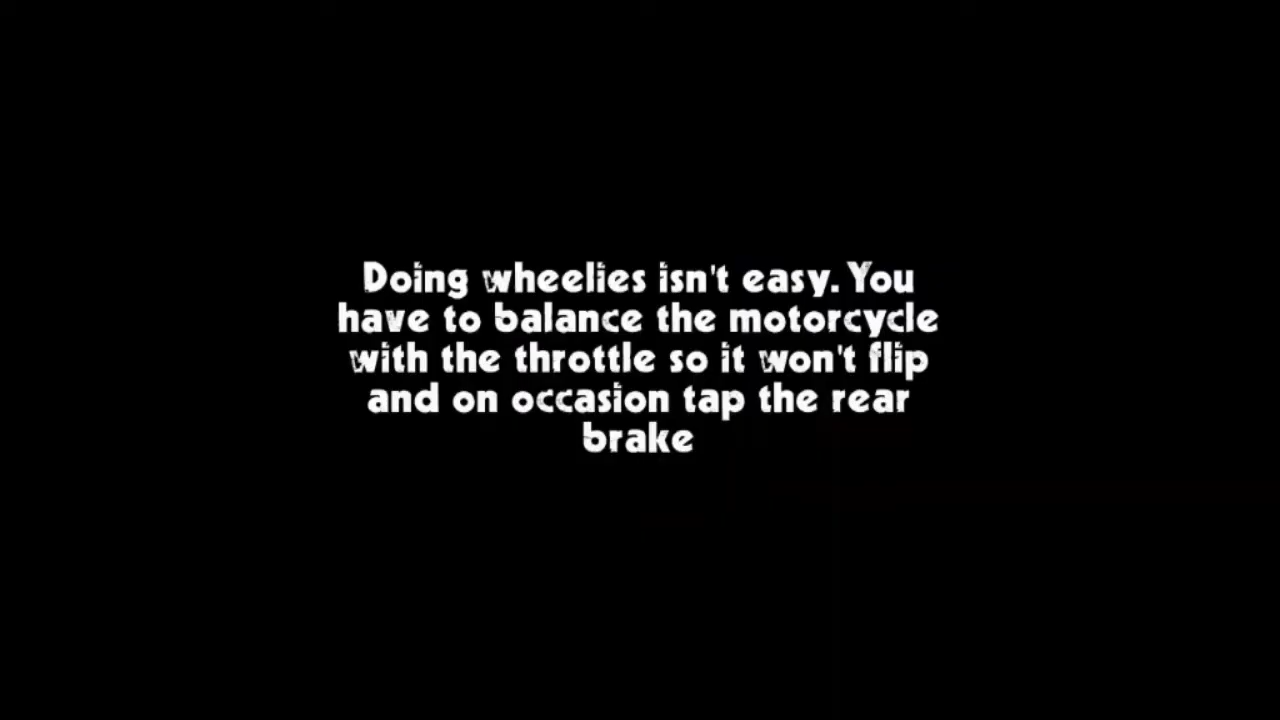 Doing wheelies isn't easy. You
have to balance the motorcycle
with the throttle so it won't flip
and on occasion tap the rear
brake